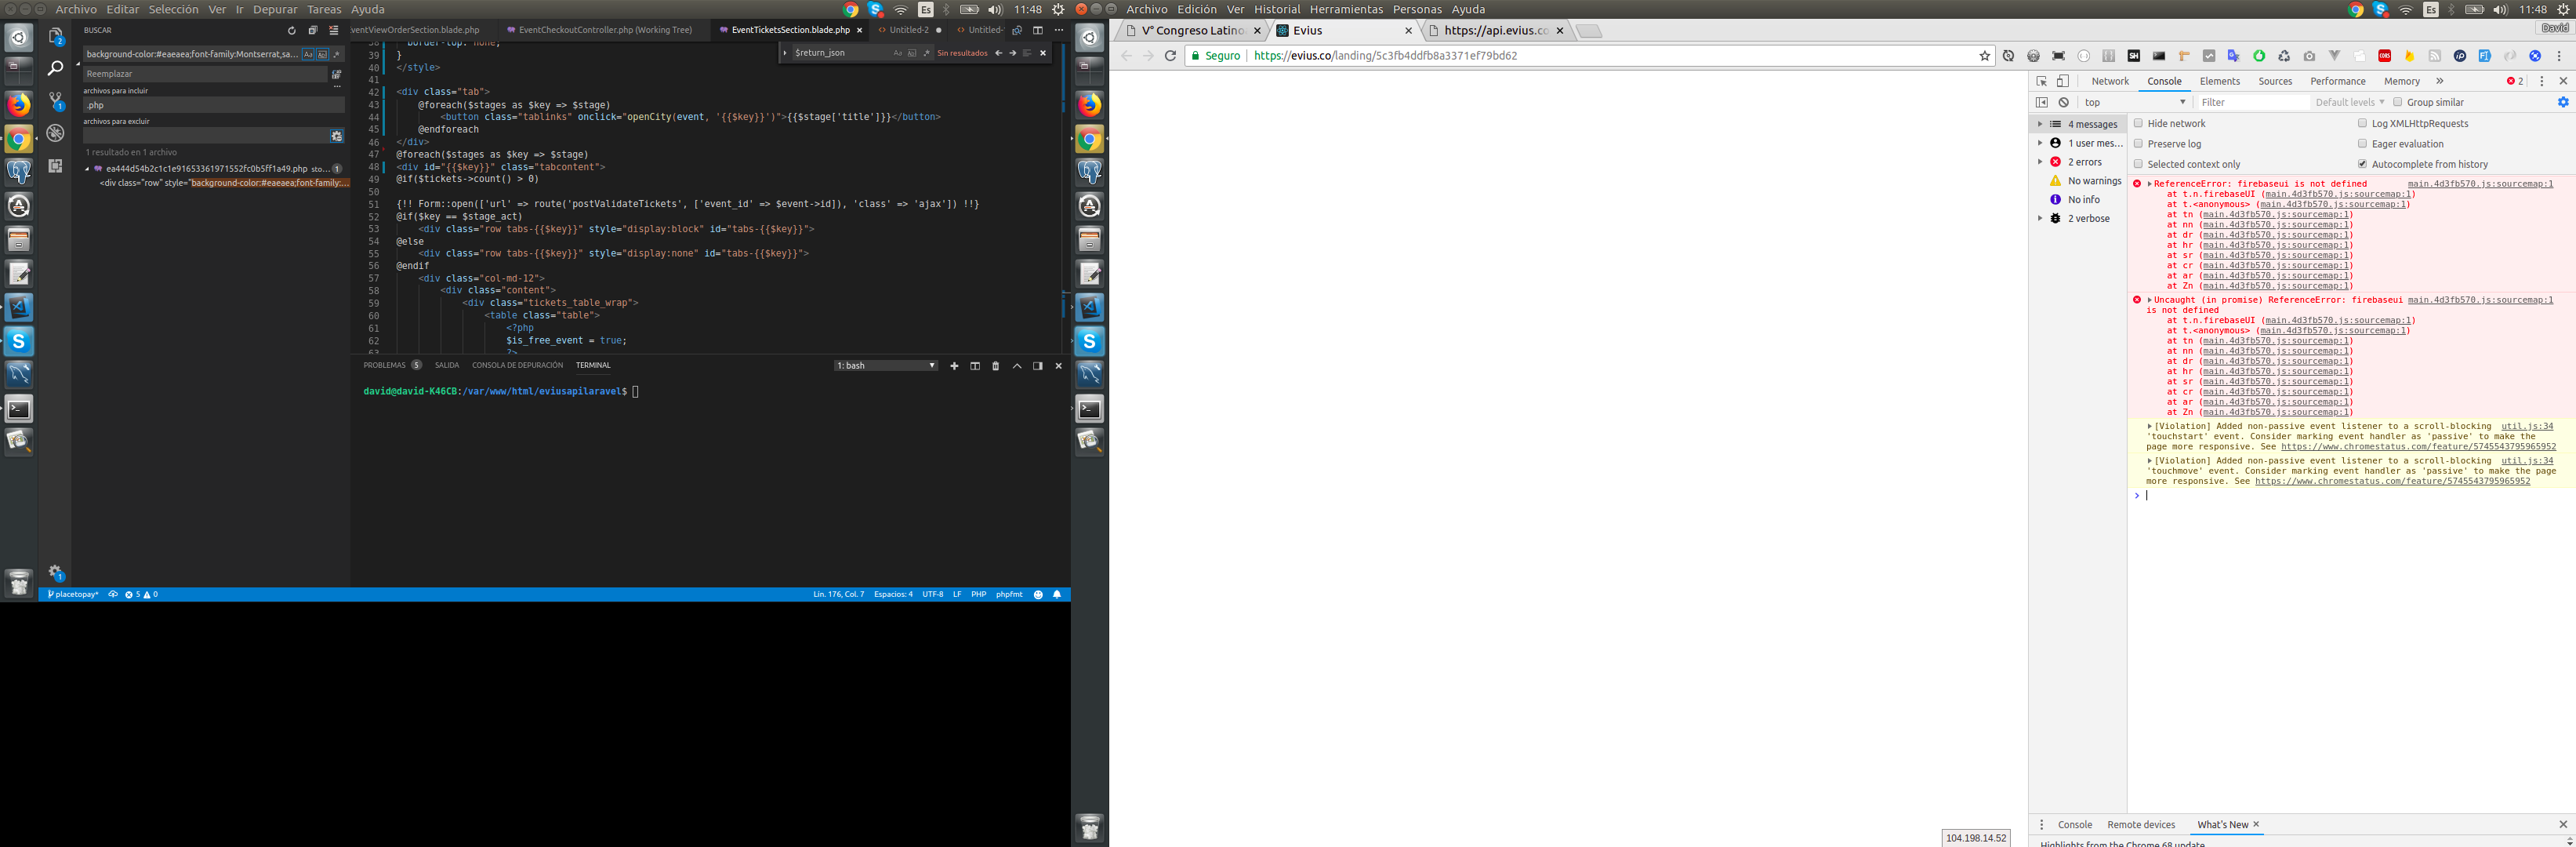 Archivo Editar Selección Ver Ir Depurar Tareas Ayuda
Es
11:48
BUSCAR
background-color:#eaeaea;font-family:Montserrat,sa...
Reemplazar
archivos para incluir
.php
archivos para excluir
1 resultado en 1 archivo
ea444d54b2c1c1e91653361971552fc0b5ff1a49.php sto... 1
<div class="row" style="background-color:#eaeaea;font-family:...
ventViewOrderSection.blade.php
EventCheckoutController.php (Working Tree)
EventTicketsSection.blade.php
Untitled-2
Untitled-
$return_json
Sin resultados
38 border-top: none;
39 }
40 </style>
41
42 <div class="tab">
43 @foreach($stages as $key => $stage)
44 <button class="tablinks" onclick="openCity(event, '{{$key}}')">{{$stage['title']}}</button>
45 @endforeach
46 </div>
47 @foreach($stages as $key => $stage)
48 <div id="{{$key}}" class="tabcontent">
49 @if($tickets->count() > 0)
50
51 {!! Form::open(['url' => route('postValidateTickets', ['event_id' => $event->id]), 'class' => 'ajax']) !!}
52 @if($key == $stage_act)
53 <div class="row tabs-{{$key}}" style="display:block" id="tabs-{{$key}}">
54 @else
55 <div class="row tabs-{{$key}}" style="display:none" id="tabs-{{$key}}">
56 @endif
57 <div class="col-md-12">
58 <div class="content">
59 <div class="tickets_table_wrap">
60 <table class="table">
61 <?php
62 $is_free_event = true;
63 ?>
PROBLEMAS 5 SALIDA CONSOLA DE DEPURACIÓN TERMINAL
1: bash
david@david-K46CB:/var/www/html/eviusapilaravel$
placetopay* 5 0
Lín. 176, Col. 7 Espacios: 4 UTF-8 LF PHP phpfmt
Archivo Edición Ver Historial Herramientas Personas Ayuda
Es
11:48
V° Congreso Latino
Evius
https://api.evius.co
David
Seguro
https://evius.co/landing/5c3fb4ddfb8a3371ef79bd62
Network Console Elements Sources Performance Memory
2
top
Filter
Default levels
Group similar
4 messages
1 user mes...
2 errors
No warnings
No info
2 verbose
Hide network
Log XMLHttpRequests
Preserve log
Eager evaluation
Selected context only
Autocomplete from history
ReferenceError: firebaseui is not defined main.4d3fb570.js:sourcemap:1
at t.n.firebaseUI (main.4d3fb570.js:sourcemap:1)
at t.<anonymous> (main.4d3fb570.js:sourcemap:1)
at tn (main.4d3fb570.js:sourcemap:1)
at nn (main.4d3fb570.js:sourcemap:1)
at dr (main.4d3fb570.js:sourcemap:1)
at hr (main.4d3fb570.js:sourcemap:1)
at sr (main.4d3fb570.js:sourcemap:1)
at cr (main.4d3fb570.js:sourcemap:1)
at ar (main.4d3fb570.js:sourcemap:1)
at Zn (main.4d3fb570.js:sourcemap:1)
Uncaught (in promise) ReferenceError: firebaseui main.4d3fb570.js:sourcemap:1
is not defined
at t.n.firebaseUI (main.4d3fb570.js:sourcemap:1)
at t.<anonymous> (main.4d3fb570.js:sourcemap:1)
at tn (main.4d3fb570.js:sourcemap:1)
at nn (main.4d3fb570.js:sourcemap:1)
at dr (main.4d3fb570.js:sourcemap:1)
at hr (main.4d3fb570.js:sourcemap:1)
at sr (main.4d3fb570.js:sourcemap:1)
at cr (main.4d3fb570.js:sourcemap:1)
at ar (main.4d3fb570.js:sourcemap:1)
at Zn (main.4d3fb570.js:sourcemap:1)
[Violation] Added non-passive event listener to a scroll-blocking util.js:34
'touchstart' event. Consider marking event handler as 'passive' to make the
page more responsive. See https://www.chromestatus.com/feature/5745543795965952
[Violation] Added non-passive event listener to a scroll-blocking util.js:34
'touchmove' event. Consider marking event handler as 'passive' to make the page
more responsive. See https://www.chromestatus.com/feature/5745543795965952
104.198.14.52
Console Remote devices What's New
Highlights from the Chrome 68 update